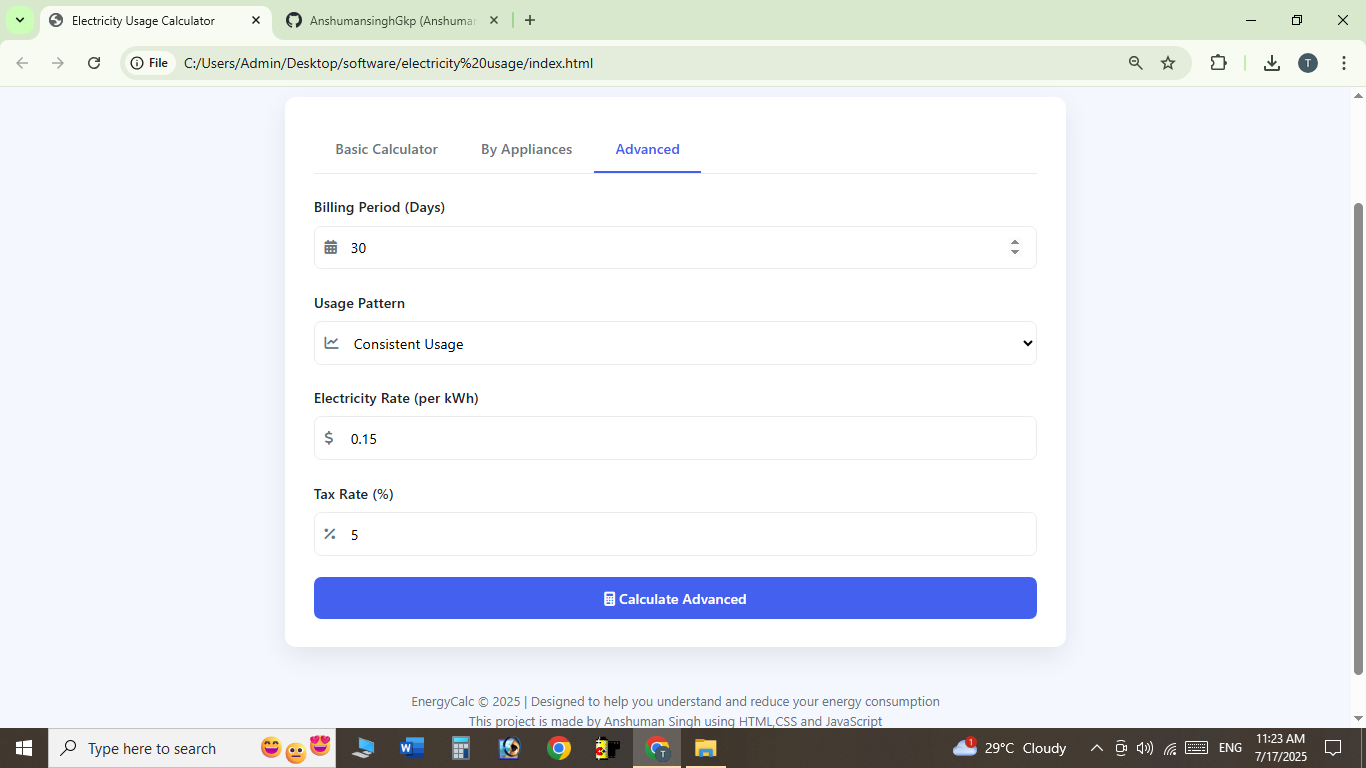 Electricity Usage Calculator
AnshumansinghGkp (Anshuman
File
C:/Users/Admin/Desktop/software/electricity%20usage/index.html
T
Basic Calculator
By Appliances
Advanced
Billing Period (Days)
30
Usage Pattern
Consistent Usage
Electricity Rate (per kWh)
$ 0.15
Tax Rate (%)
% 5
Calculate Advanced
EnergyCalc © 2025 | Designed to help you understand and reduce your energy consumption
This project is made by Anshuman Singh using HTML,CSS and JavaScript
Type here to search
1
29°C Cloudy
ENG
11:23 AM
7/17/2025